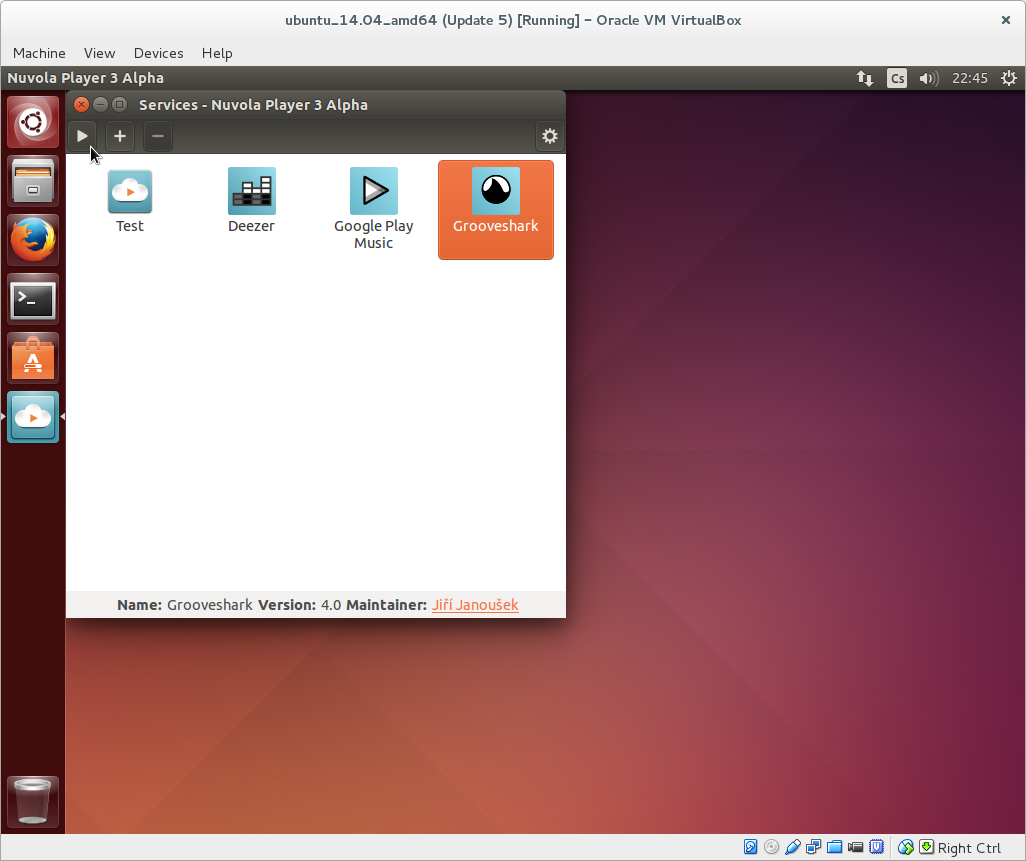 ubuntu_14.04_amd64 (Update 5) [Running] – Oracle VM VirtualBox
Machine View Devices Help
Nuvola Player 3 Alpha Cs 22:45
Services - Nuvola Player 3 Alpha
Test Deezer Google Play Music Grooveshark
Name: Grooveshark Version: 4.0 Maintainer: Jiří Janoušek
Right Ctrl